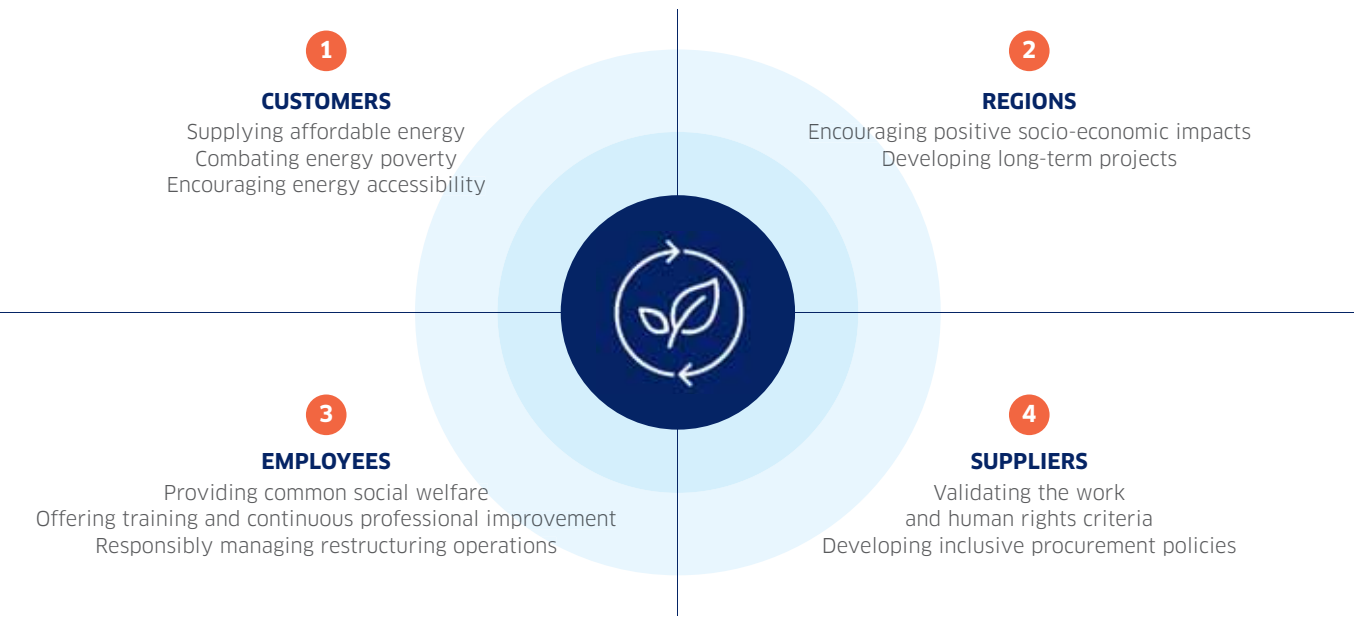 1
CUSTOMERS
Supplying affordable energy
Combating energy poverty
Encouraging energy accessibility
2
REGIONS
Encouraging positive socio-economic impacts
Developing long-term projects
3
EMPLOYEES
Providing common social welfare
Offering training and continuous professional improvement
Responsibly managing restructuring operations
4
SUPPLIERS
Validating the work
and human rights criteria
Developing inclusive procurement policies